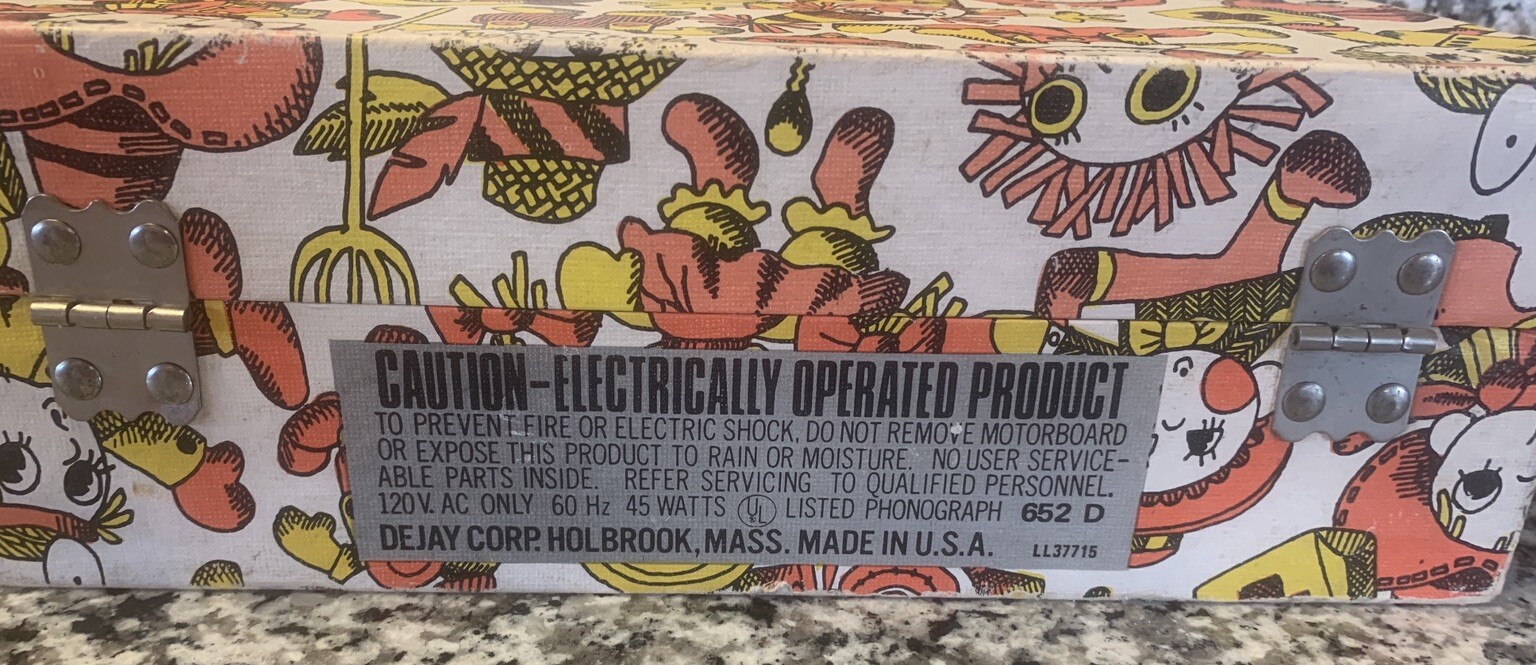 CAUTION-ELECTRICALLY OPERATED PRODUCT
TO PREVENT FIRE OR ELECTRIC SHOCK, DO NOT REMOVE MOTORBOARD
OR EXPOSE THIS PRODUCT TO RAIN OR MOISTURE. NO USER SERVICE-
ABLE PARTS INSIDE. REFER SERVICING TO QUALIFIED PERSONNEL.
120V. AC ONLY 60 Hz 45 WATTS UL LISTED PHONOGRAPH 652 D
DEJAY CORP. HOLBROOK, MASS. MADE IN U.S.A. LL37715